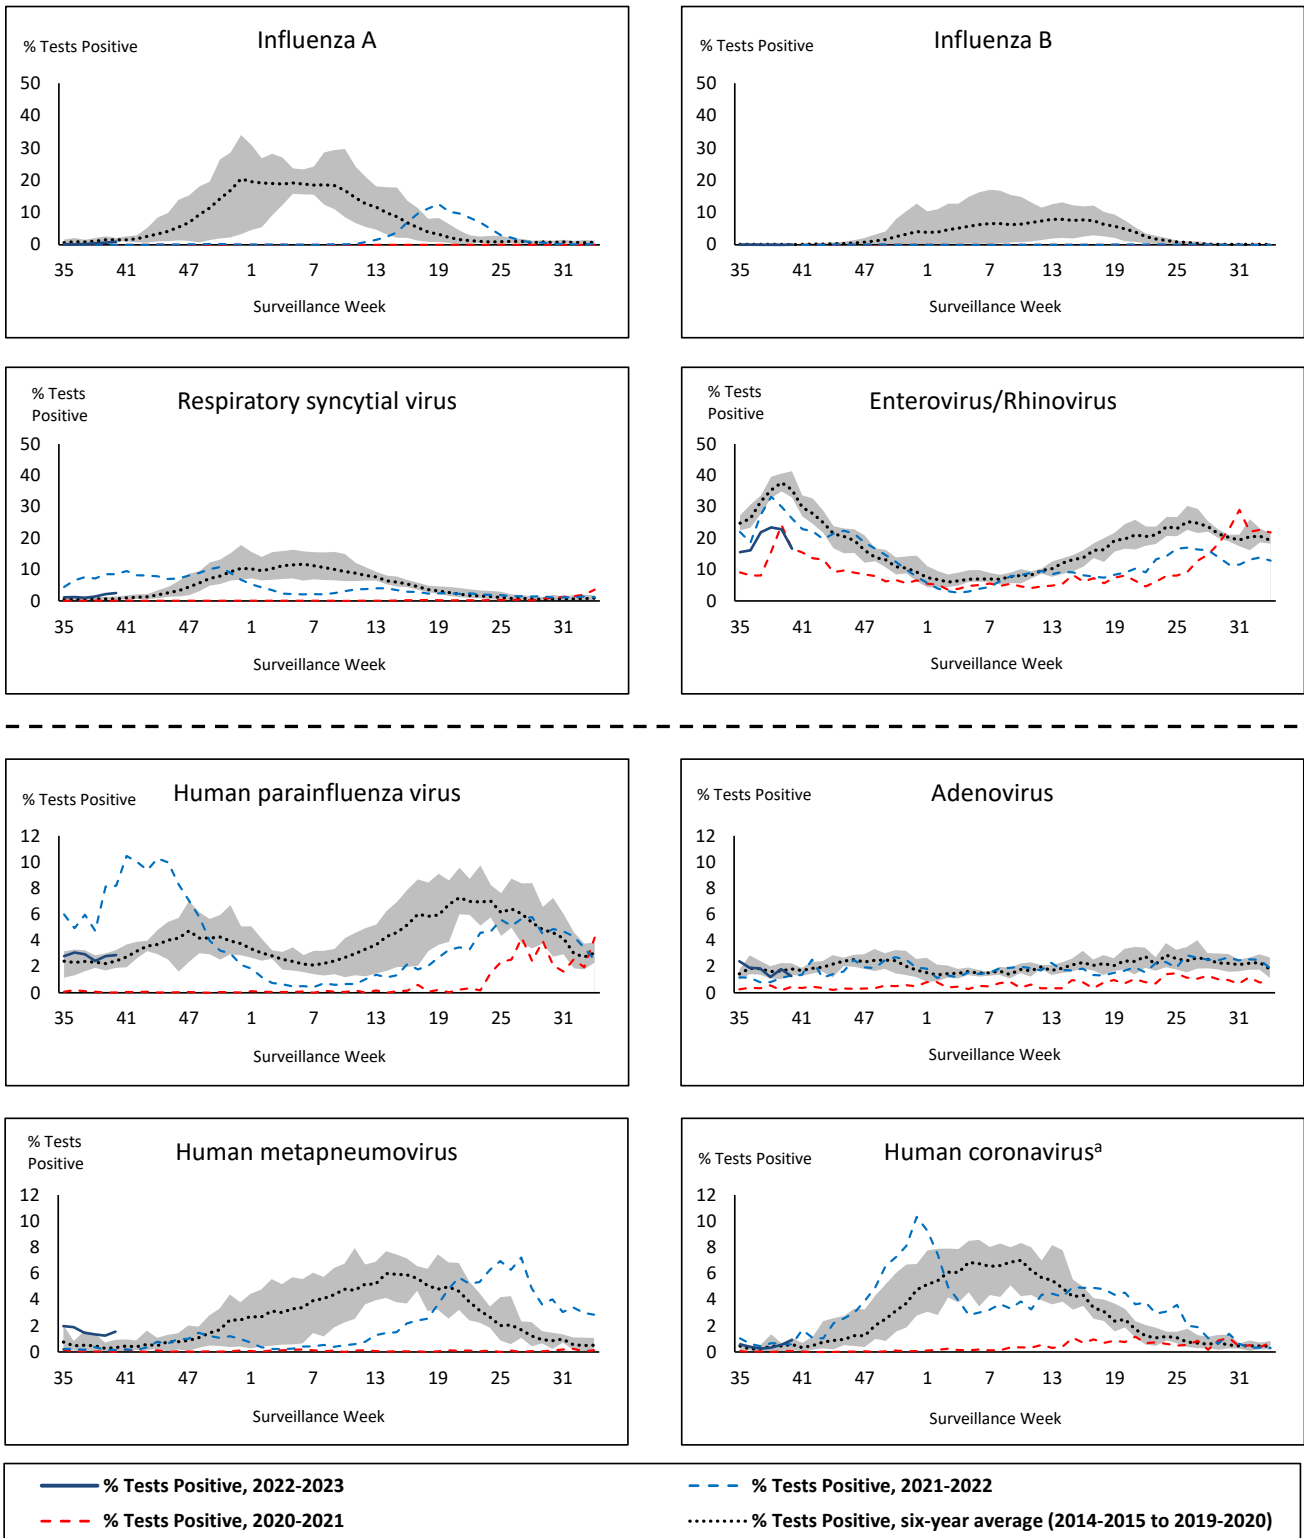 Influenza A
% Tests Positive
50
40
30
20
10
0
35 41 47 1 7 13 19 25 31
Surveillance Week
Influenza B
% Tests Positive
50
40
30
20
10
0
35 41 47 1 7 13 19 25 31
Surveillance Week
% Tests
Positive
Respiratory syncytial virus
50
40
30
20
10
0
35 41 47 1 7 13 19 25 31
Surveillance Week
% Tests
Positive
Enterovirus/Rhinovirus
50
40
30
20
10
0
35 41 47 1 7 13 19 25 31
Surveillance Week
% Tests Positive
Human parainfluenza virus
12
10
8
6
4
2
0
35 41 47 1 7 13 19 25 31
Surveillance Week
% Tests Positive
Adenovirus
12
10
8
6
4
2
0
35 41 47 1 7 13 19 25 31
Surveillance Week
% Tests
Positive
Human metapneumovirus
12
10
8
6
4
2
0
35 41 47 1 7 13 19 25 31
Surveillance Week
% Tests Positive
Human coronavirusᵃ
12
10
8
6
4
2
0
35 41 47 1 7 13 19 25 31
Surveillance Week
% Tests Positive, 2022-2023
% Tests Positive, 2021-2022
% Tests Positive, 2020-2021
% Tests Positive, six-year average (2014-2015 to 2019-2020)